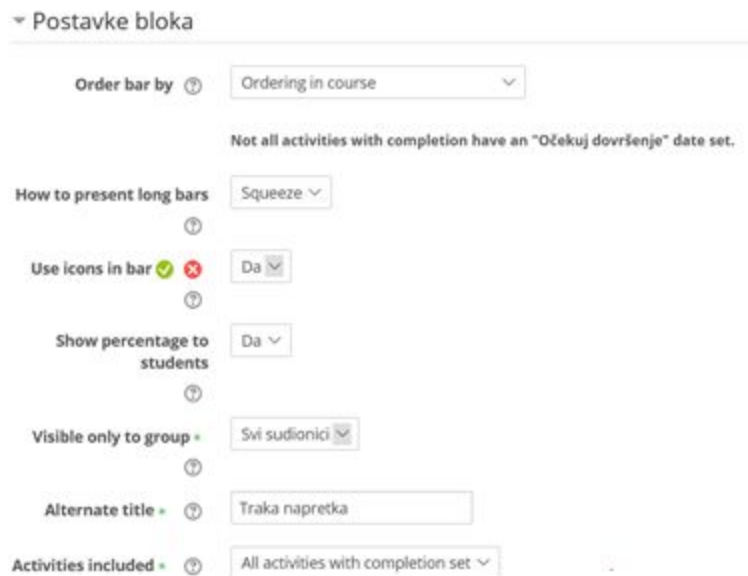 Postavke bloka
Order bar by
Ordering in course
Not all activities with completion have an "Očekuj dovršenje" date set.
How to present long bars
Squeeze
Use icons in bar
Da
Show percentage to
students
Da
Visible only to group
Svi sudionici
Alternate title
Traka napretka
Activities included
All activities with completion set